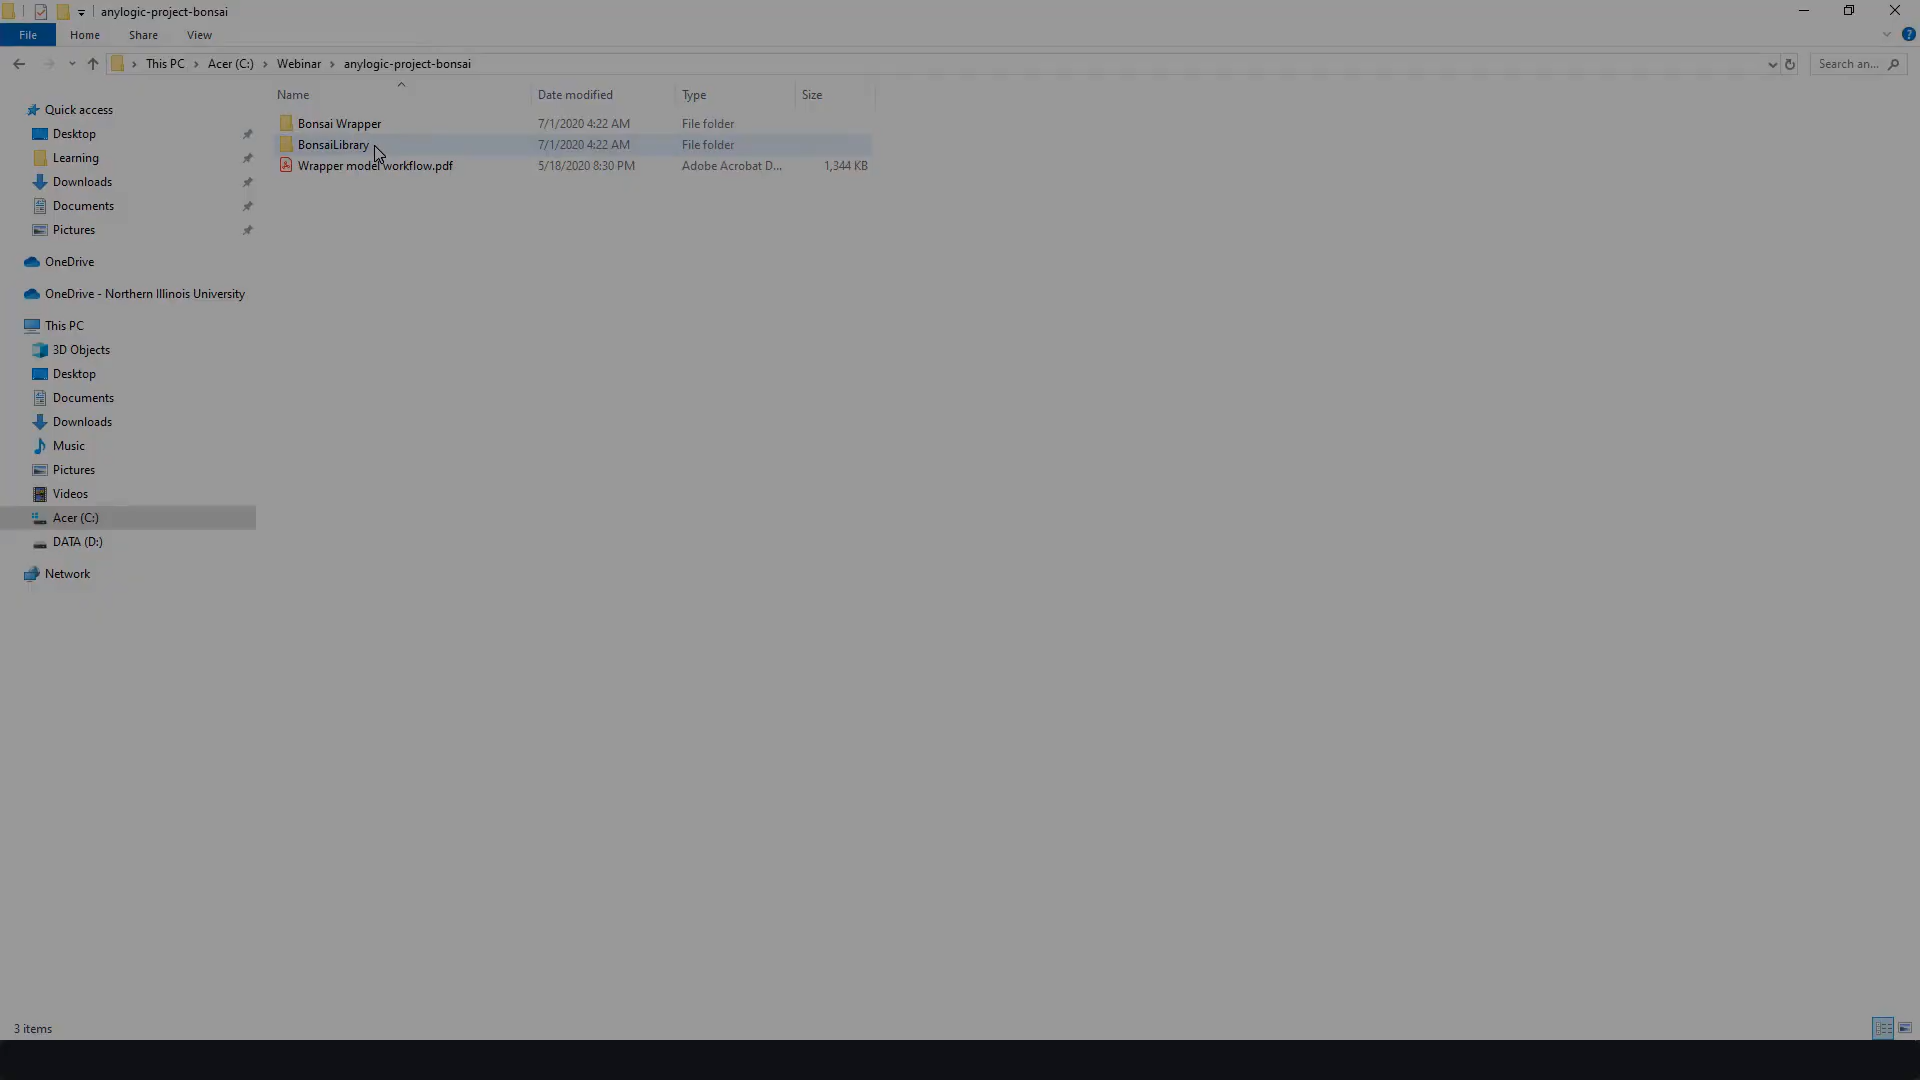 anylogic-project-bonsai
File Home Share View
This PC Acer (C:) Webinar anylogic-project-bonsai Search an...
Name Date modified Type Size
Bonsai Wrapper 7/1/2020 4:22 AM File folder
BonsaiLibrary 7/1/2020 4:22 AM File folder
Wrapper model workflow.pdf 5/18/2020 8:30 PM Adobe Acrobat D... 1,344 KB
Quick access
Desktop
Learning
Downloads
Documents
Pictures
OneDrive
OneDrive - Northern Illinois University
This PC
3D Objects
Desktop
Documents
Downloads
Music
Pictures
Videos
Acer (C:)
DATA (D:)
Network
3 items